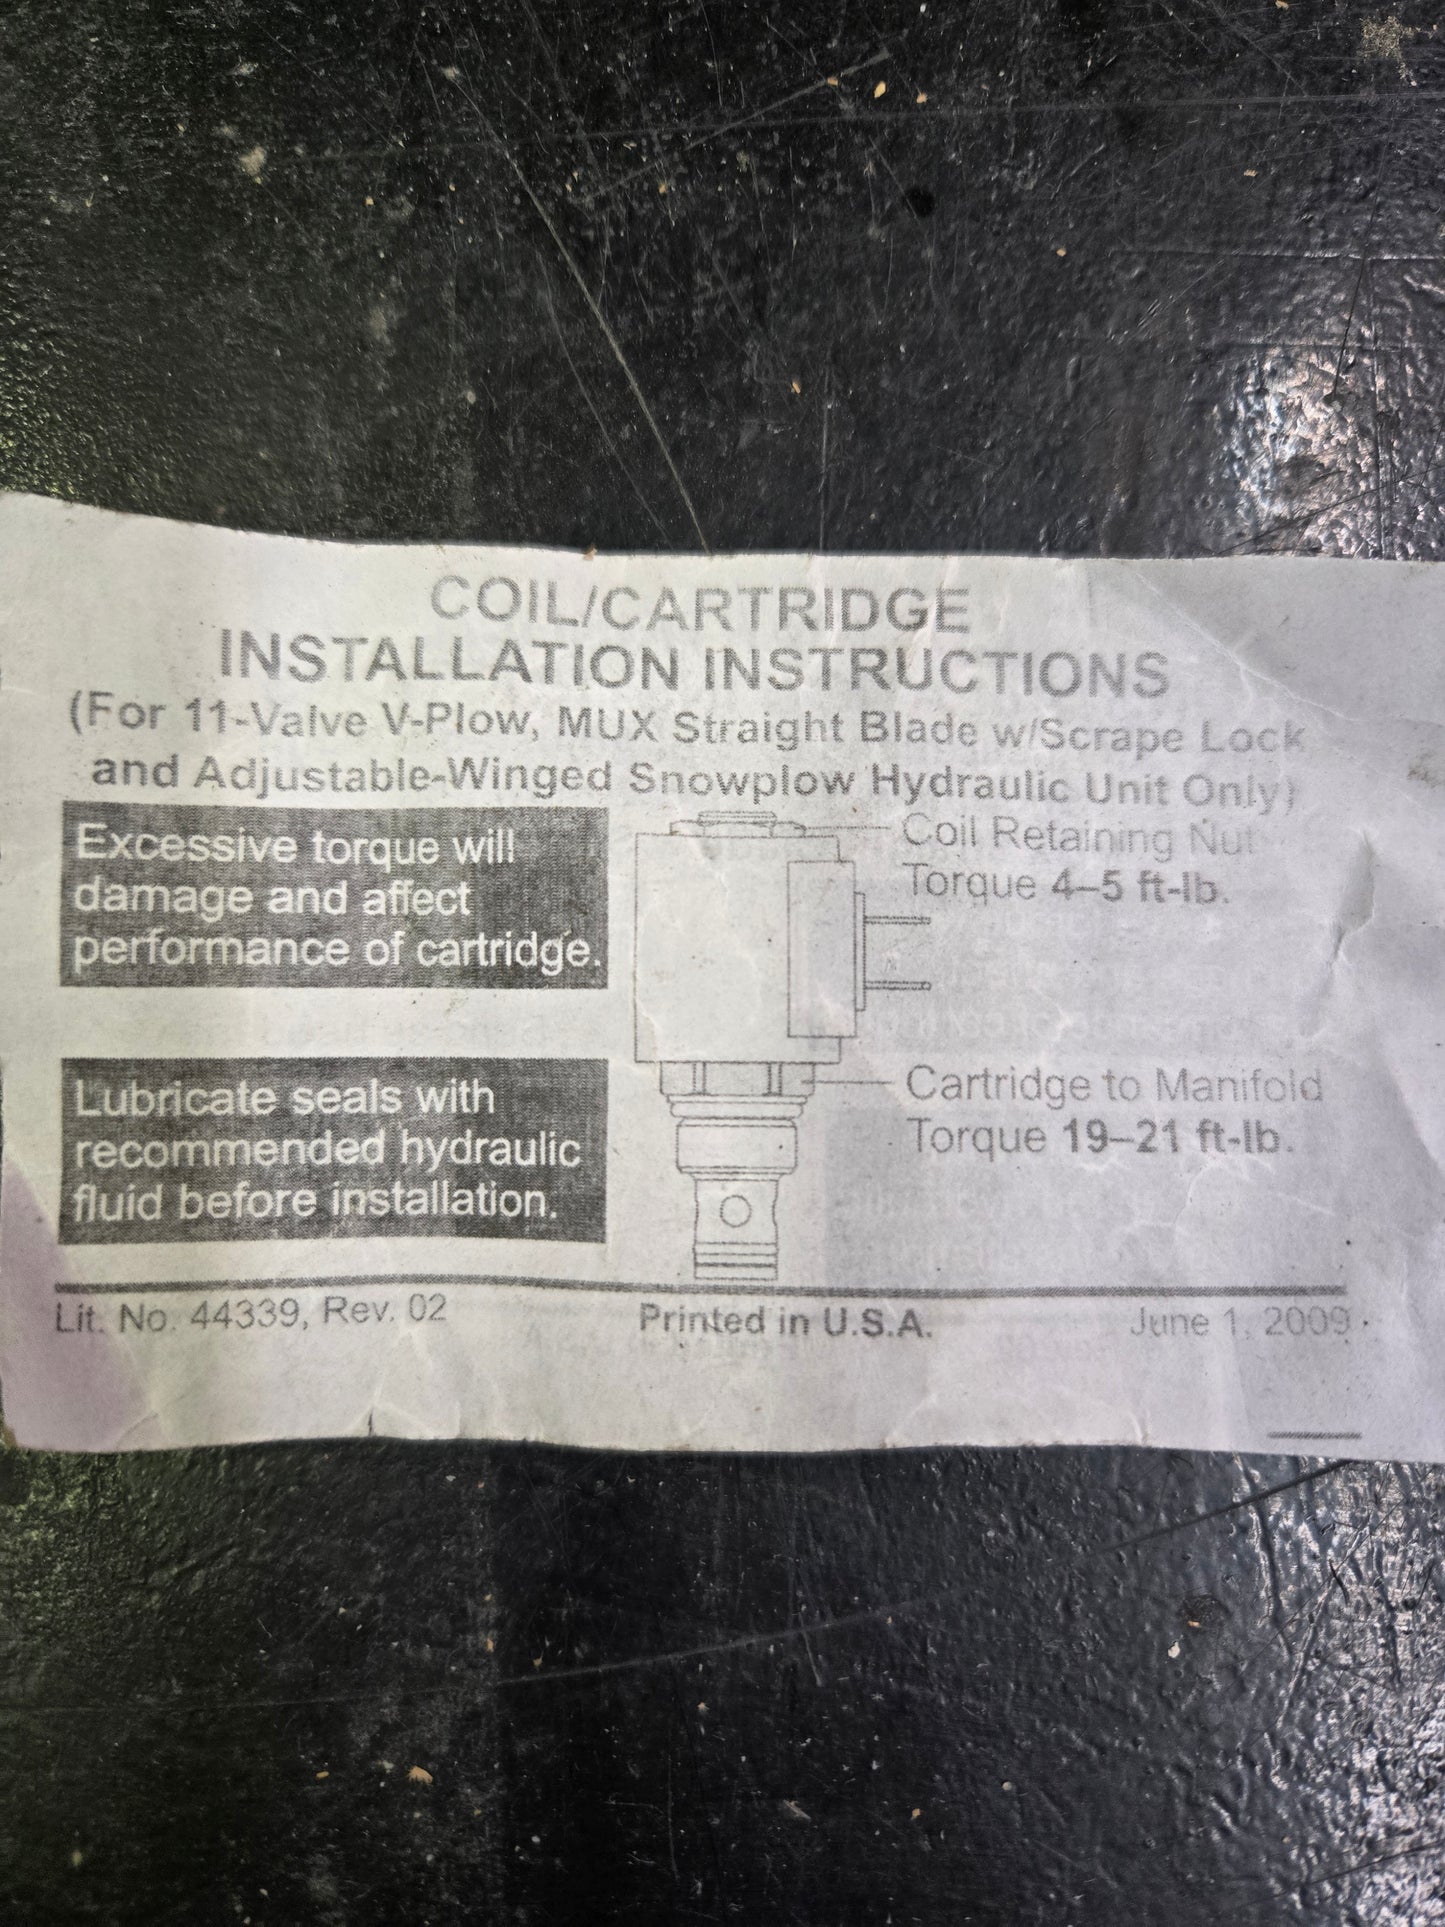 COIL/CARTRIDGE
INSTALLATION INSTRUCTIONS
(For 11-Valve V-Plow, MUX Straight Blade w/Scrape Lock
and Adjustable-Winged Snowplow Hydraulic Unit Only)
Excessive torque will
damage and affect
performance of cartridge.
Coil Retaining Nut
Torque 4–5 ft-lb.
Lubricate seals with
recommended hydraulic
fluid before installation.
Cartridge to Manifold
Torque 19–21 ft-lb.
Lit. No. 44339, Rev. 02
Printed in U.S.A.
June 1, 2009